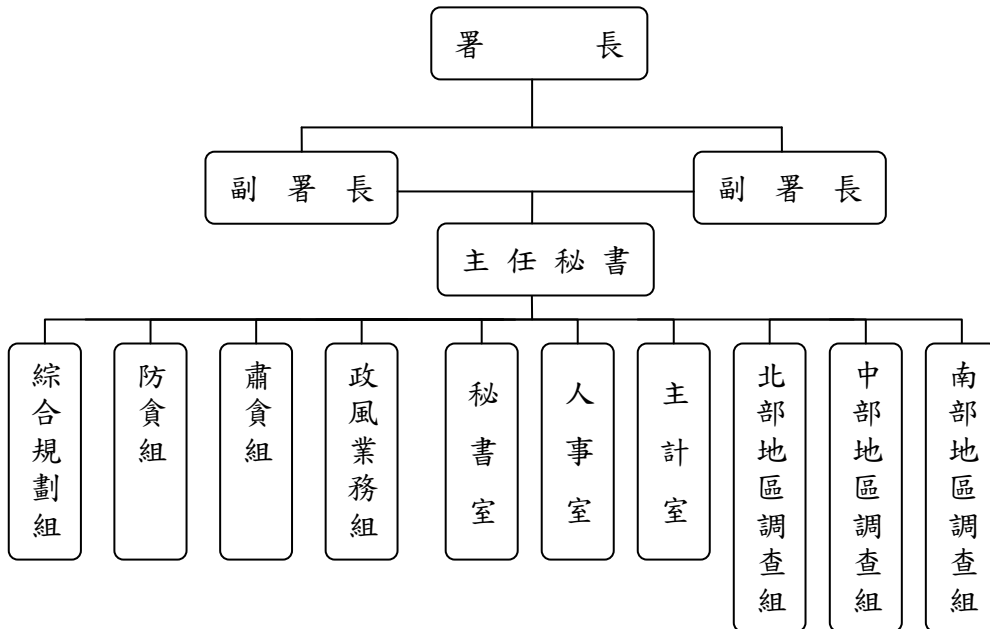 署長
副署長
副署長
主任秘書
綜合規劃組
防貪組
肅貪組
政風業務組
秘書室
人事室
主計室
北部地區調查組
中部地區調查組
南部地區調查組